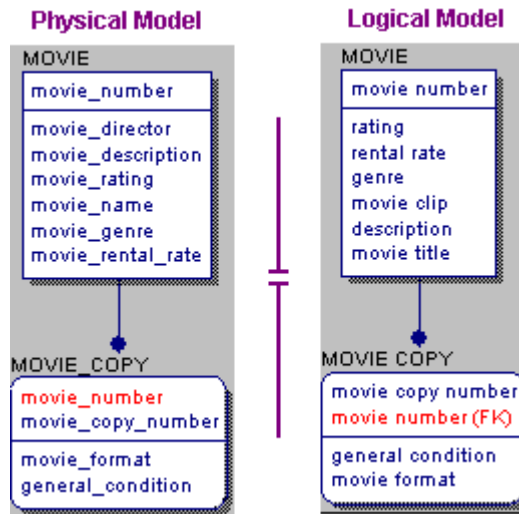 Physical Model
MOVIE
movie_number
movie_director
movie_description
movie_rating
movie_name
movie_genre
movie_rental_rate
MOVIE_COPY
movie_number
movie_copy_number
movie_format
general_condition
Logical Model
MOVIE
movie number
rating
rental rate
genre
movie clip
description
movie title
MOVIE COPY
movie copy number
movie number (FK)
general condition
movie format